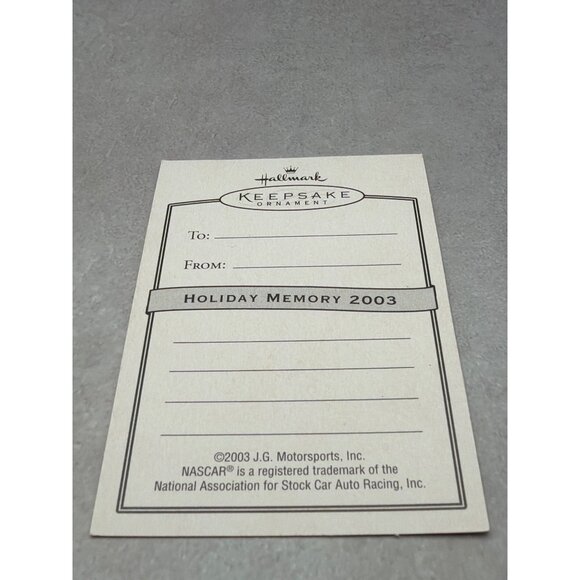 Hallmark
KEEPSAKE
ORNAMENT
TO:
FROM:
HOLIDAY MEMORY 2003
©2003 J.G. Motorsports, Inc.
NASCAR® is a registered trademark of the
National Association for Stock Car Auto Racing, Inc.